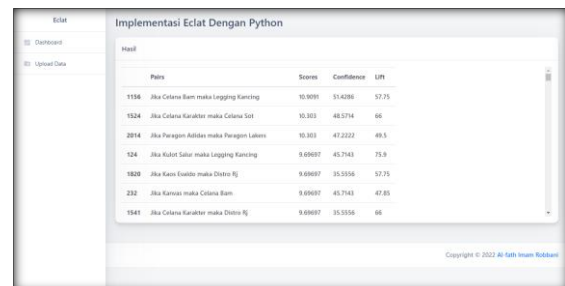 Eclat
Implementasi Eclat Dengan Python
Dashboard
Upload Data
Hasil
Pairs Scores Confidence Lift
1156 Jika Celana Bam maka Legging Kancing 10.9091 51.4286 57.75
1524 Jika Celana Karakter maka Celana Sot 10.303 48.5714 66
2014 Jika Paragon Adidas maka Paragon Lakers 10.303 47.2222 49.5
124 Jika Kulot Salur maka Legging Kancing 9.69697 45.7143 75.9
1820 Jika Kaos Evaldo maka Distro Rj 9.69697 35.5556 57.75
232 Jika Kanvas maka Celana Bam 9.69697 45.7143 47.85
1541 Jika Celana Karakter maka Distro Rj 9.69697 35.5556 66
Copyright © 2022 Al-fath Imam Robbani